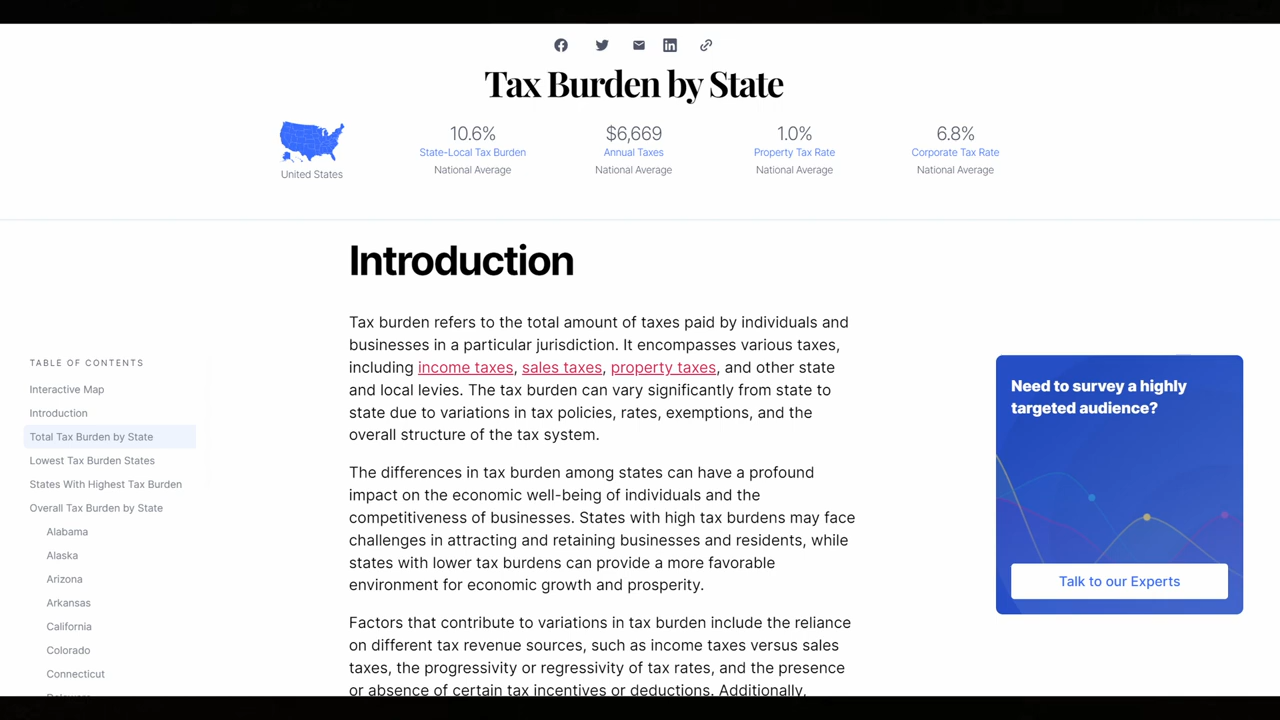 Tax Burden by State
10.6%
State-Local Tax Burden
National Average
$6,669
Annual Taxes
National Average
1.0%
Property Tax Rate
National Average
6.8%
Corporate Tax Rate
National Average
United States
Introduction
Tax burden refers to the total amount of taxes paid by individuals and
businesses in a particular jurisdiction. It encompasses various taxes,
including income taxes, sales taxes, property taxes, and other state
and local levies. The tax burden can vary significantly from state to
state due to variations in tax policies, rates, exemptions, and the
overall structure of the tax system.
The differences in tax burden among states can have a profound
impact on the economic well-being of individuals and the
competitiveness of businesses. States with high tax burdens may face
challenges in attracting and retaining businesses and residents, while
states with lower tax burdens can provide a more favorable
environment for economic growth and prosperity.
Factors that contribute to variations in tax burden include the reliance
on different tax revenue sources, such as income taxes versus sales
taxes, the progressivity or regressivity of tax rates, and the presence
or absence of certain tax incentives or deductions. Additionally,
TABLE OF CONTENTS
Interactive Map
Introduction
Total Tax Burden by State
Lowest Tax Burden States
States With Highest Tax Burden
Overall Tax Burden by State
Alabama
Alaska
Arizona
Arkansas
California
Colorado
Connecticut
Need to survey a highly
targeted audience?
Talk to our Experts